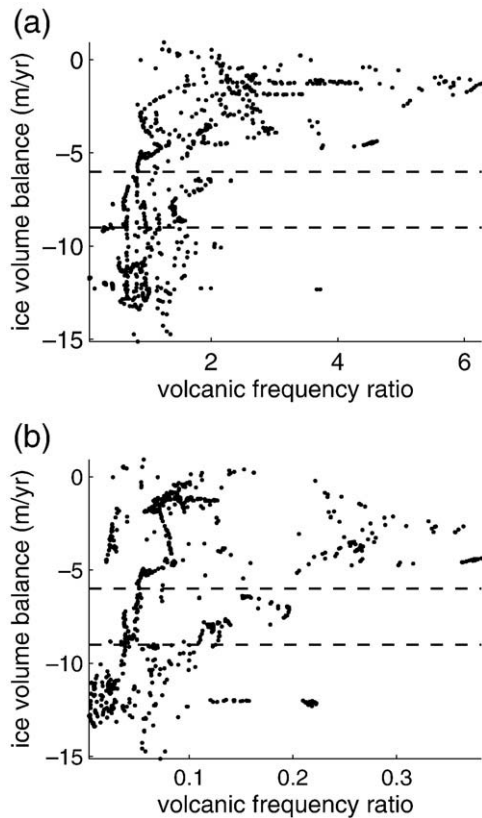 (a)
0
−5
−10
−15
ice volume balance (m/yr)
2
4
6
volcanic frequency ratio
(b)
0
−5
−10
−15
ice volume balance (m/yr)
0.1
0.2
0.3
volcanic frequency ratio